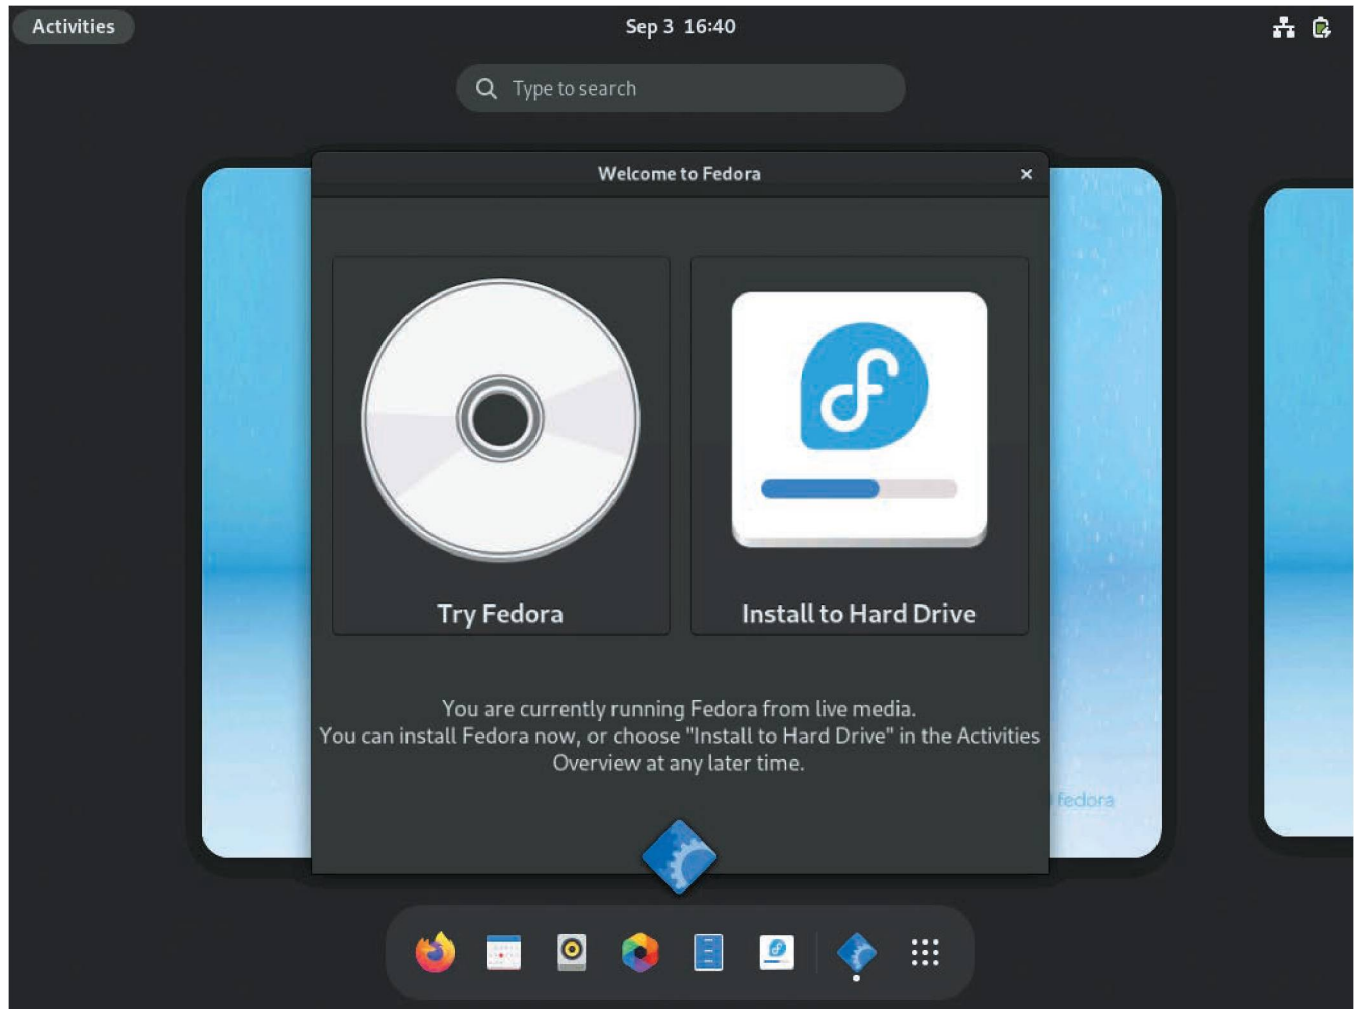 Activities
Sep 3 16:40
Type to search
Welcome to Fedora
Try Fedora
Install to Hard Drive
You are currently running Fedora from live media.
You can install Fedora now, or choose "Install to Hard Drive" in the Activities
Overview at any later time.
fedora